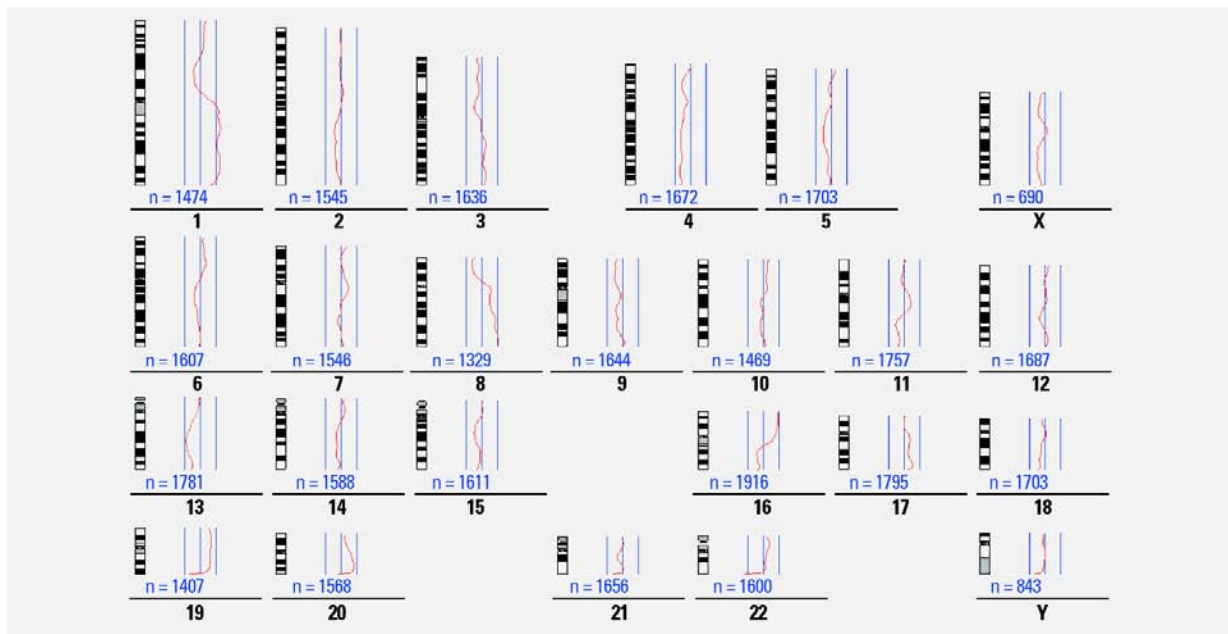 n = 1474 n = 1545 n = 1636 n = 1672 n = 1703 n = 690
1 2 3 4 5 X
n = 1607 n = 1546 n = 1329 n = 1644 n = 1469 n = 1757 n = 1687
6 7 8 9 10 11 12
n = 1781 n = 1588 n = 1611 n = 1916 n = 1795 n = 1703
13 14 15 16 17 18
n = 1407 n = 1568 n = 1656 n = 1600 n = 843
19 20 21 22 Y